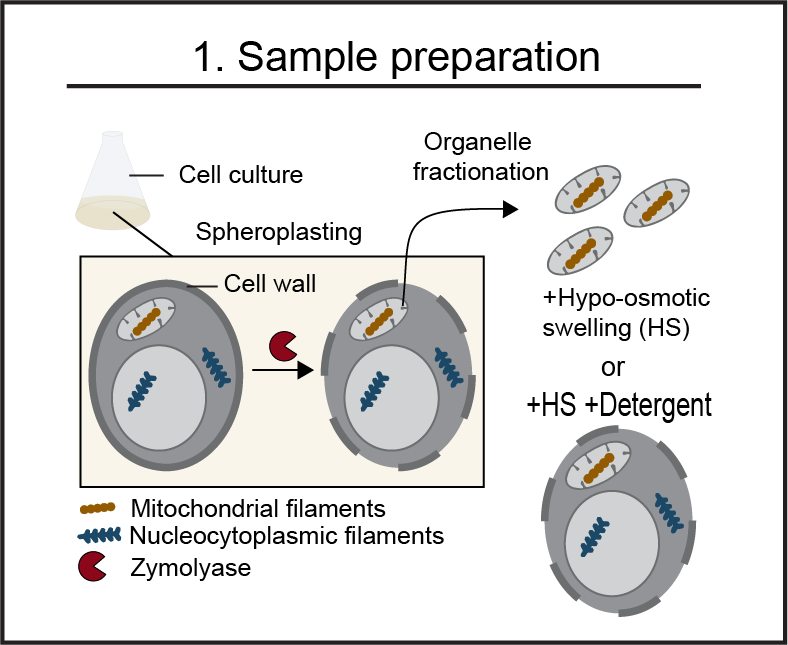 1. Sample preparation
Cell culture
Spheroplasting
Cell wall
Organelle
fractionation
+Hypo-osmotic
swelling (HS)
or
+HS +Detergent
Mitochondrial filaments
Nucleocytoplasmic filaments
Zymolyase